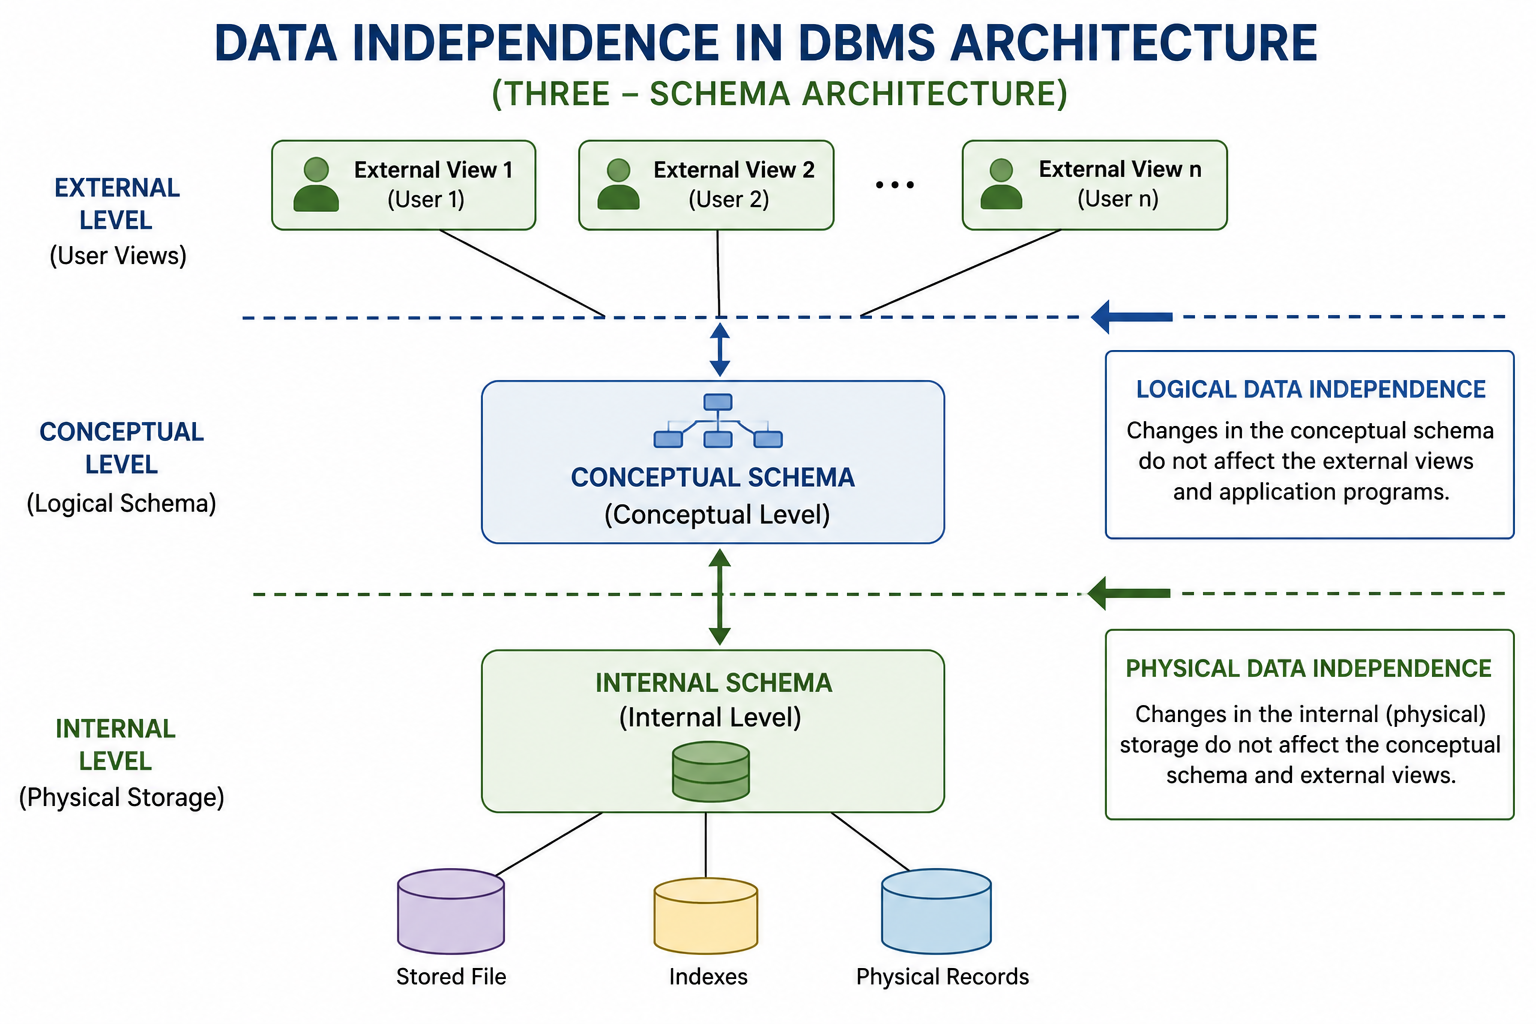 DATA INDEPENDENCE IN DBMS ARCHITECTURE
(THREE – SCHEMA ARCHITECTURE)
EXTERNAL
LEVEL
(User Views)
External View 1
(User 1)
External View 2
(User 2)
•••
External View n
(User n)
CONCEPTUAL
LEVEL
(Logical Schema)
CONCEPTUAL SCHEMA
(Conceptual Level)
LOGICAL DATA INDEPENDENCE
Changes in the conceptual schema
do not affect the external views
and application programs.
INTERNAL
LEVEL
(Physical Storage)
INTERNAL SCHEMA
(Internal Level)
PHYSICAL DATA INDEPENDENCE
Changes in the internal (physical)
storage do not affect the conceptual
schema and external views.
Stored File
Indexes
Physical Records